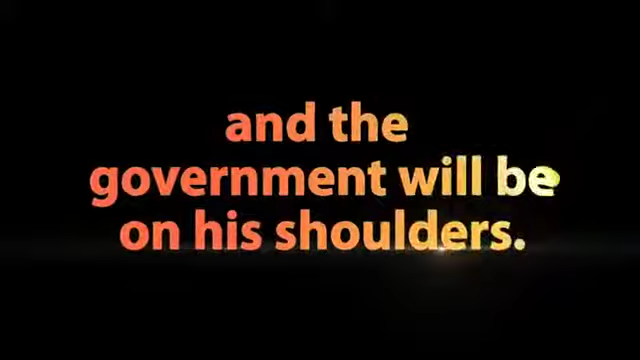 and the
government will be
on his shoulders.